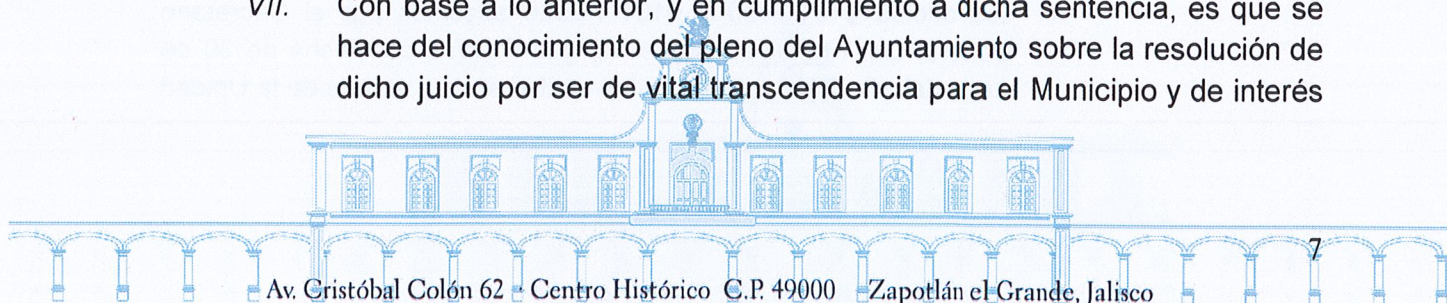 VII. Con base a lo anterior, y en cumplimiento a dicha sentencia, es que se
hace del conocimiento del pleno del Ayuntamiento sobre la resolución de
dicho juicio por ser de vital transcendencia para el Municipio y de interés
7
Av. Cristóbal Colón 62 Centro Histórico C.P. 49000 Zapotlán el Grande, Jalisco